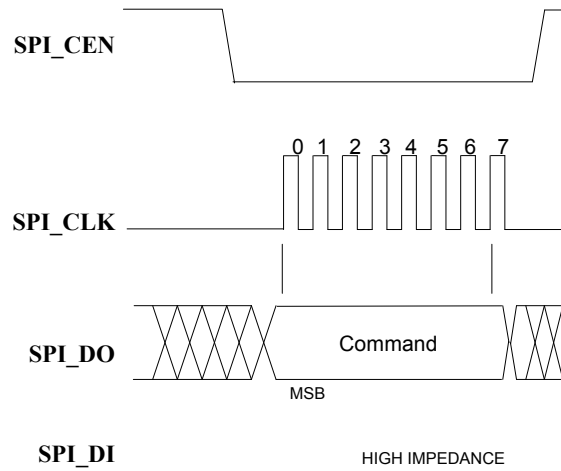 SPI_CEN
0 1 2 3 4 5 6 7
SPI_CLK
SPI_DO
Command
MSB
SPI_DI
HIGH IMPEDANCE